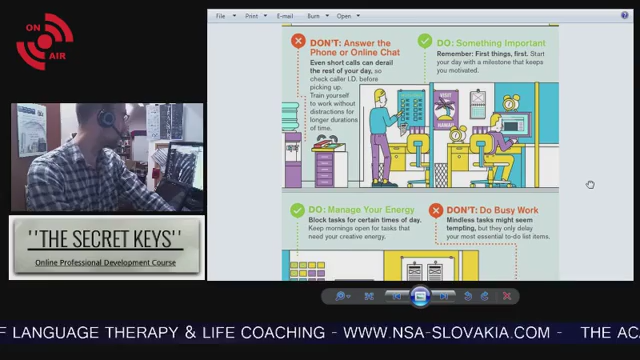 ON
AIR
File
Print
E-mail
Burn
Open
DON'T: Answer the
Phone or Online Chat
Even short calls can derail
the rest of your day, so
check caller I.D. before
picking up.
Train yourself
to work without
distractions for
longer durations
of time.
DO: Something Important
Remember: First things, first. Start
your day with a milestone that keeps
you motivated.
VISIT
HAWAII
DO: Manage Your Energy
Block tasks for certain times of day.
Keep mornings open for tasks that
need your creative energy.
DON'T: Do Busy Work
Mindless tasks might seem
tempting, but they only delay
your most essential to-do list items.
"THE SECRET KEYS"
Online Professional Development Course
F LANGUAGE THERAPY & LIFE COACHING - WWW.NSA-SLOVAKIA.COM - THE AC